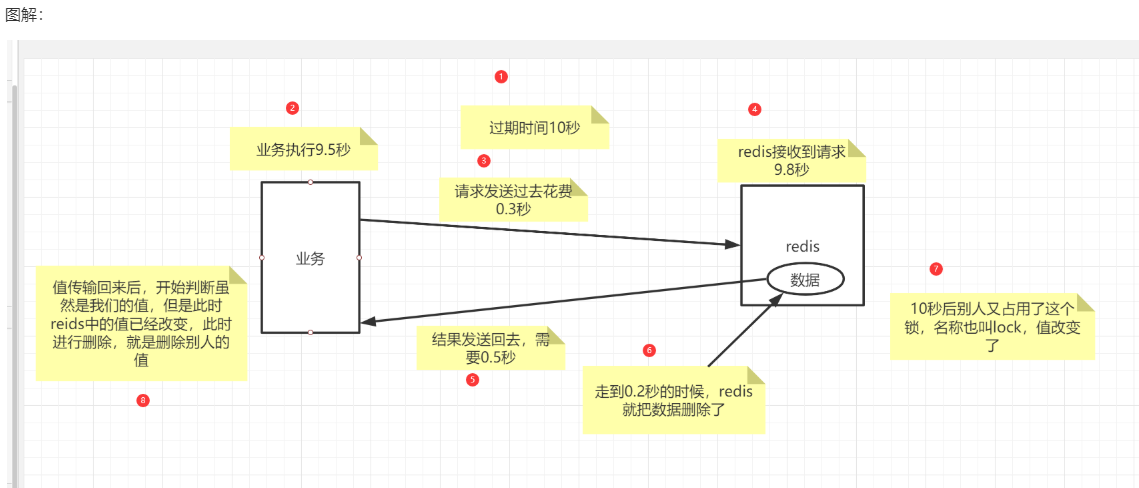 图解：
1
过期时间10秒
2
业务执行9.5秒
3
请求发送过去花费
0.3秒
4
redis接收到请求
9.8秒
业务
redis
数据
5
结果发送回去，需
要0.5秒
6
走到0.2秒的时候，redis
就把数据删除了
7
10秒后别人又占用了这个
锁，名称也叫lock，值改变
了
值传输回来后，开始判断虽
然是我们的值，但是此时
reids中的值已经改变，此时
进行删除，就是删除别人的
值
8